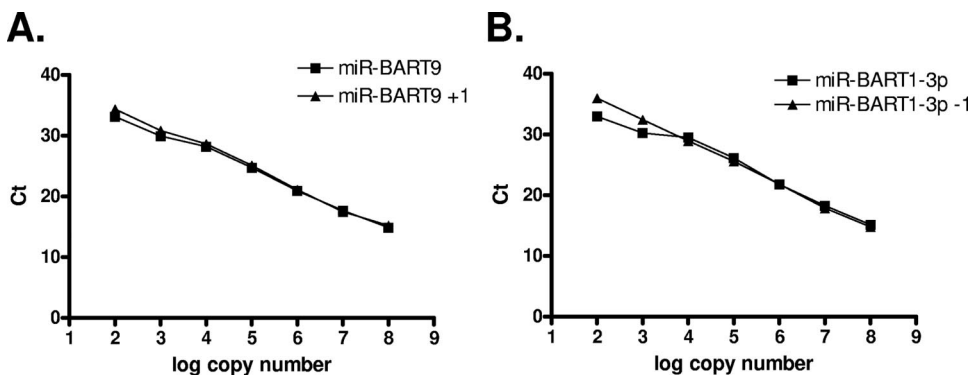 A.
miR-BART9
miR-BART9 +1
40
30
20
10
0
Ct
1 2 3 4 5 6 7 8 9
log copy number
B.
miR-BART1-3p
miR-BART1-3p -1
40
30
20
10
0
Ct
1 2 3 4 5 6 7 8 9
log copy number